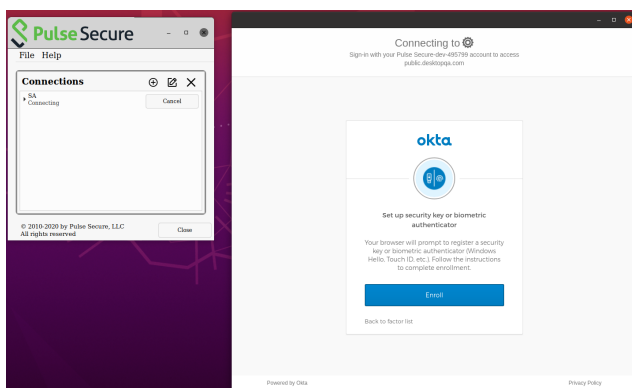 Pulse Secure
File Help
Connections
SA
Connecting
Cancel
© 2010-2020 by Pulse Secure, LLC
All rights reserved
Close
Connecting to
Sign-in with your Pulse Secure-dev-495799 account to access
public.desktopqa.com
okta
Set up security key or biometric
authenticator
Your browser will prompt to register a security
key or biometric authenticator (Windows
Hello, Touch ID, etc.). Follow the instructions
to complete enrollment.
Enroll
Back to factor list
Powered by Okta
Privacy Policy